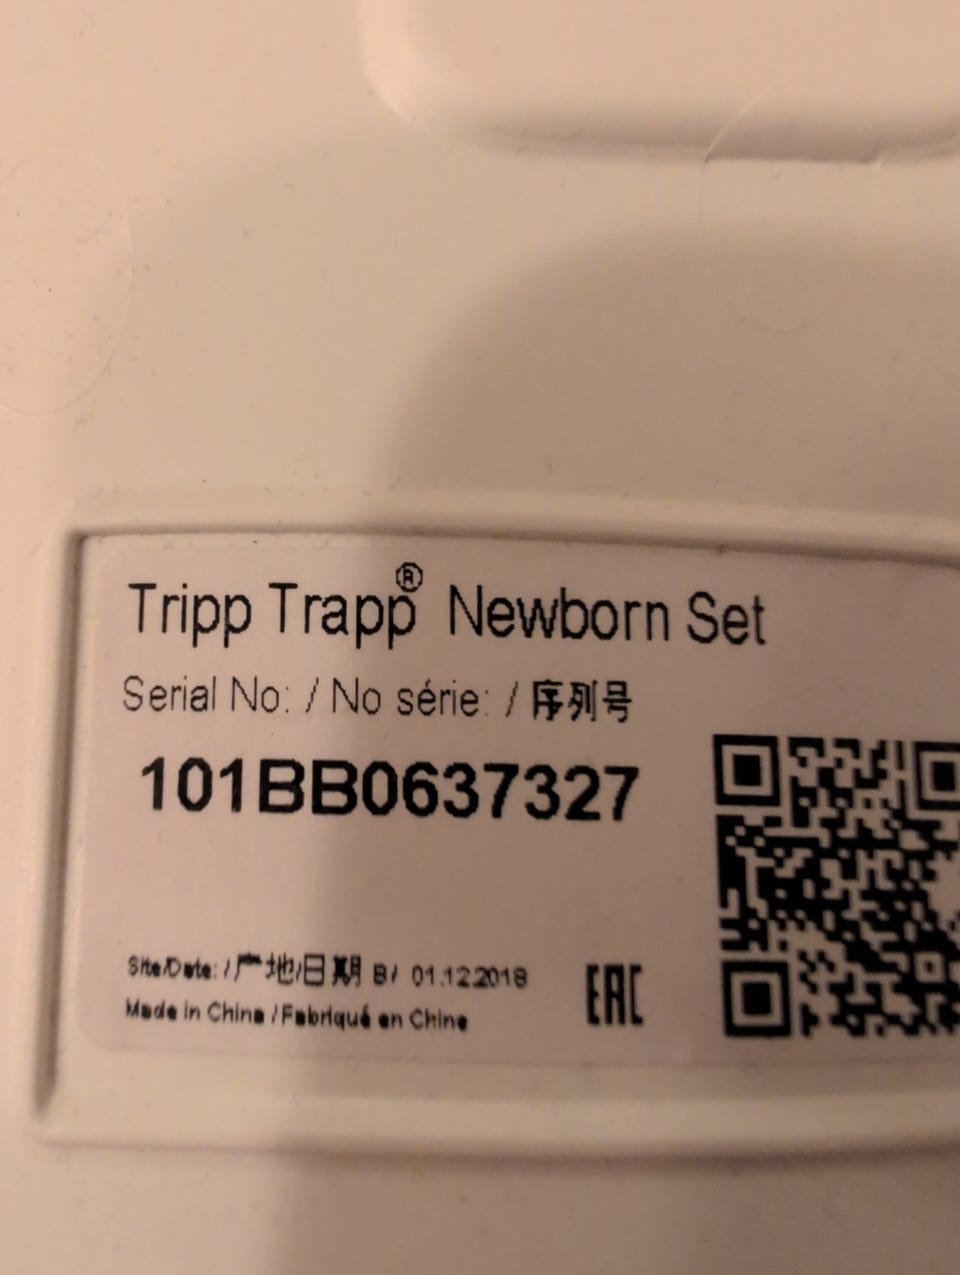 Tripp Trapp® Newborn Set
Serial No: / No série: / 序列号
101BB0637327
Site/Date: / 产地/日期 B/ 01.12.2018
Made in China / Fabriqué en Chine
EAC